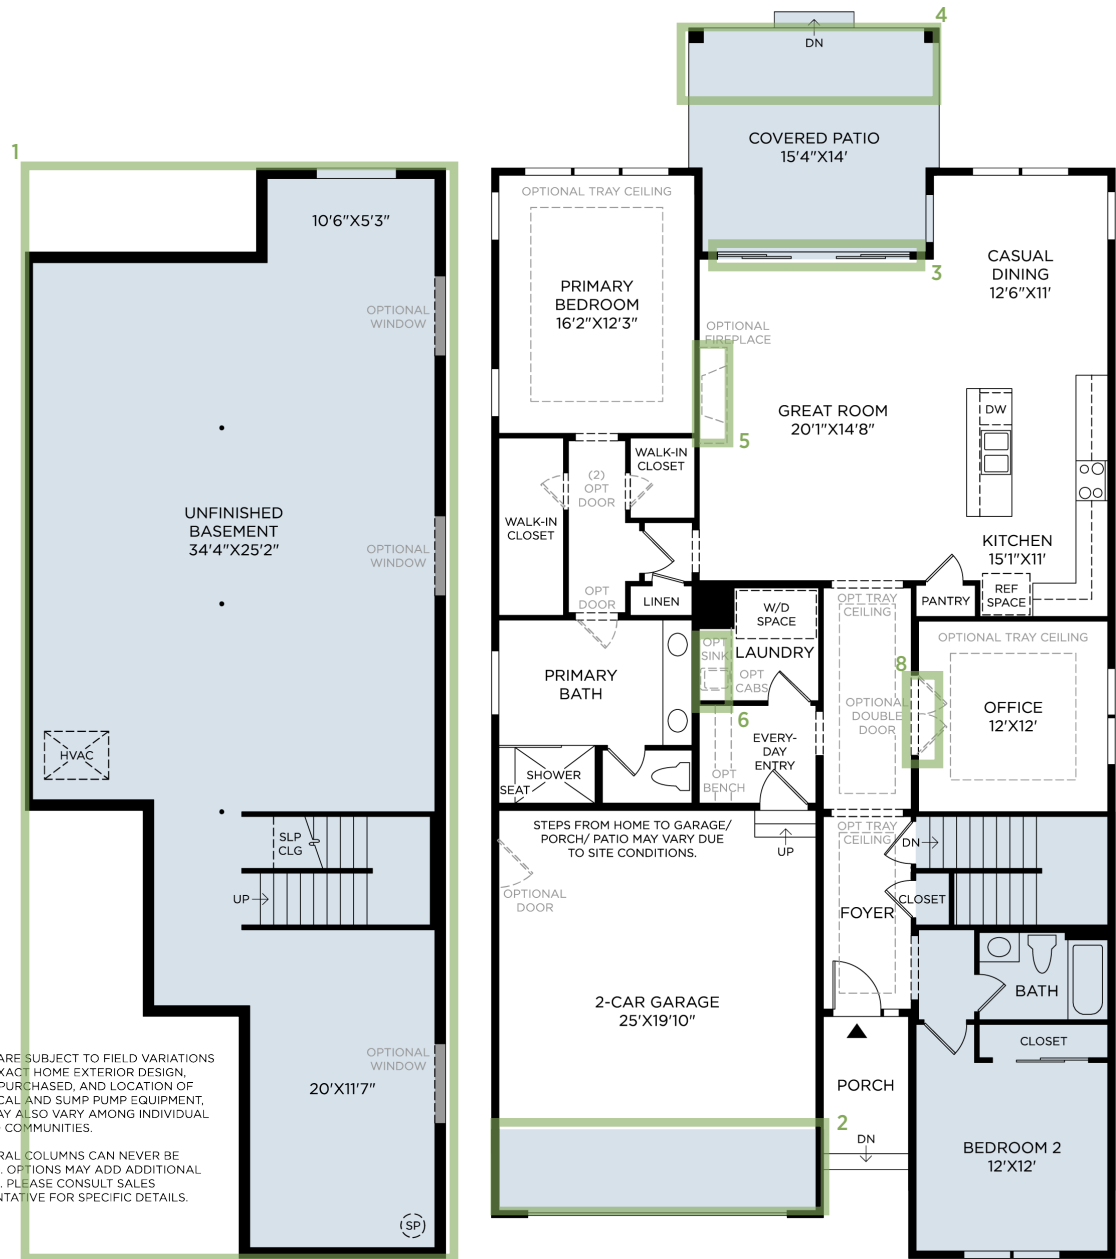 1
10'6"X5'3"
OPTIONAL
WINDOW
UNFINISHED
BASEMENT
34'4"X25'2"
OPTIONAL
WINDOW
HVAC
SLP
CLG
UP
OPTIONAL
WINDOW
20'X11'7"
SP
ARE SUBJECT TO FIELD VARIATIONS
EXACT HOME EXTERIOR DESIGN,
PURCHASED, AND LOCATION OF
CAL AND SUMP PUMP EQUIPMENT,
AY ALSO VARY AMONG INDIVIDUAL
COMMUNITIES.
RAL COLUMNS CAN NEVER BE
. OPTIONS MAY ADD ADDITIONAL
. PLEASE CONSULT SALES
NTATIVE FOR SPECIFIC DETAILS.
4
DN
COVERED PATIO
15'4"X14'
3
OPTIONAL TRAY CEILING
PRIMARY
BEDROOM
16'2"X12'3"
CASUAL
DINING
12'6"X11'
OPTIONAL
FIREPLACE
5
GREAT ROOM
20'1"X14'8"
DW
KITCHEN
15'1"X11'
REF
SPACE
PANTRY
WALK-IN
CLOSET
(2)
OPT
DOOR
WALK-IN
CLOSET
OPT
DOOR
LINEN
W/D
SPACE
OPT TRAY
CEILING
OPT
SINK
LAUNDRY
OPT
CABS
6
PRIMARY
BATH
SHOWER
SEAT
EVERY-
DAY
ENTRY
OPT
BENCH
OPTIONAL
DOUBLE
DOOR
8
OPTIONAL TRAY CEILING
OFFICE
12'X12'
STEPS FROM HOME TO GARAGE/
PORCH/ PATIO MAY VARY DUE
TO SITE CONDITIONS.
UP
OPTIONAL
DOOR
OPT TRAY
CEILING
DN
CLOSET
FOYER
2-CAR GARAGE
25'X19'10"
BATH
CLOSET
PORCH
DN
2
BEDROOM 2
12'X12'